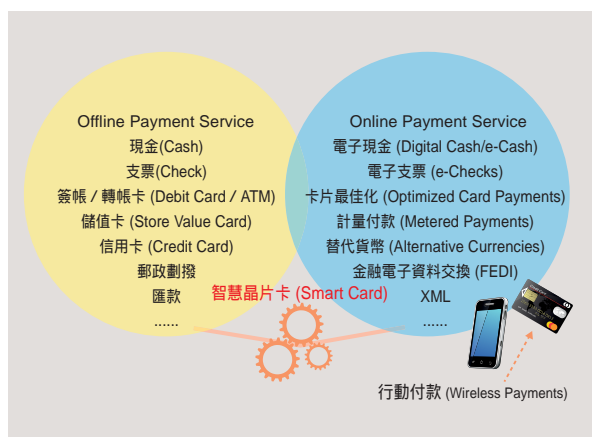 Offline Payment Service
現金(Cash)
支票(Check)
簽帳 / 轉帳卡 (Debit Card / ATM)
儲值卡 (Store Value Card)
信用卡 (Credit Card)
郵政劃撥
匯款
......
Online Payment Service
電子現金 (Digital Cash/e-Cash)
電子支票 (e-Checks)
卡片最佳化 (Optimized Card Payments)
計量付款 (Metered Payments)
替代貨幣 (Alternative Currencies)
金融電子資料交換 (FEDI)
XML
......
智慧晶片卡 (Smart Card)
行動付款 (Wireless Payments)